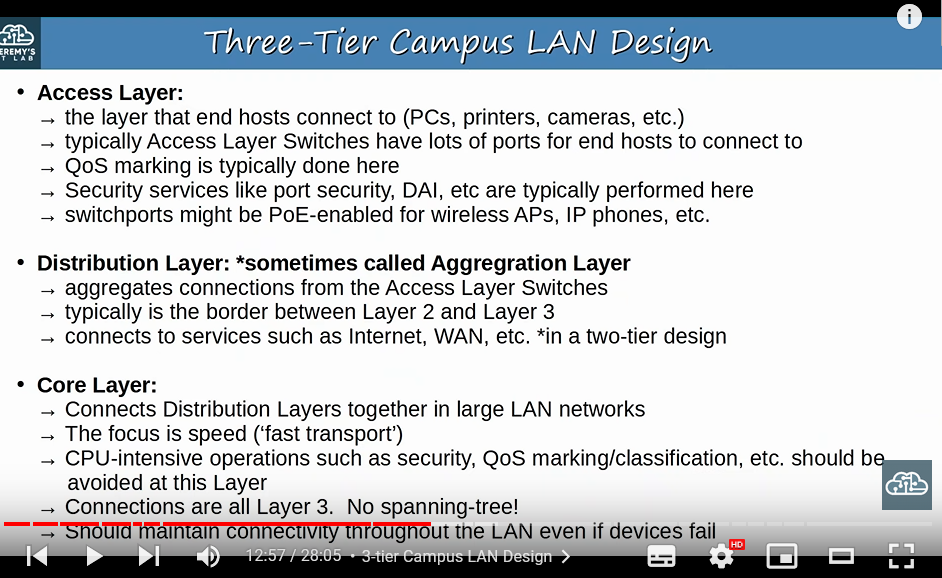 Three-Tier Campus LAN Design
EREMY'S
T LAB
• Access Layer:
→ the layer that end hosts connect to (PCs, printers, cameras, etc.)
→ typically Access Layer Switches have lots of ports for end hosts to connect to
→ QoS marking is typically done here
→ Security services like port security, DAI, etc are typically performed here
→ switchports might be PoE-enabled for wireless APs, IP phones, etc.
• Distribution Layer: *sometimes called Aggregration Layer
→ aggregates connections from the Access Layer Switches
→ typically is the border between Layer 2 and Layer 3
→ connects to services such as Internet, WAN, etc. *in a two-tier design
• Core Layer:
→ Connects Distribution Layers together in large LAN networks
→ The focus is speed (‘fast transport’)
→ CPU-intensive operations such as security, QoS marking/classification, etc. should be
avoided at this Layer
→ Connections are all Layer 3.  No spanning-tree!
→ Should maintain connectivity throughout the LAN even if devices fail
12:57 / 28:05 • 3-tier Campus LAN Design
HD